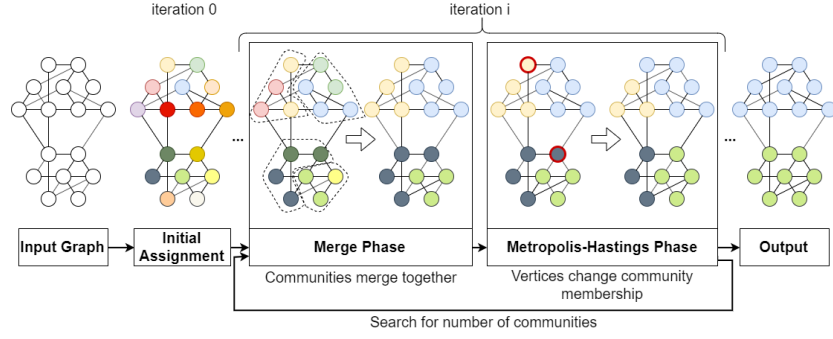 iteration 0
iteration i
...
...
Input Graph
Initial
Assignment
Merge Phase
Metropolis-Hastings Phase
Output
Communities merge together
Vertices change community
membership
Search for number of communities